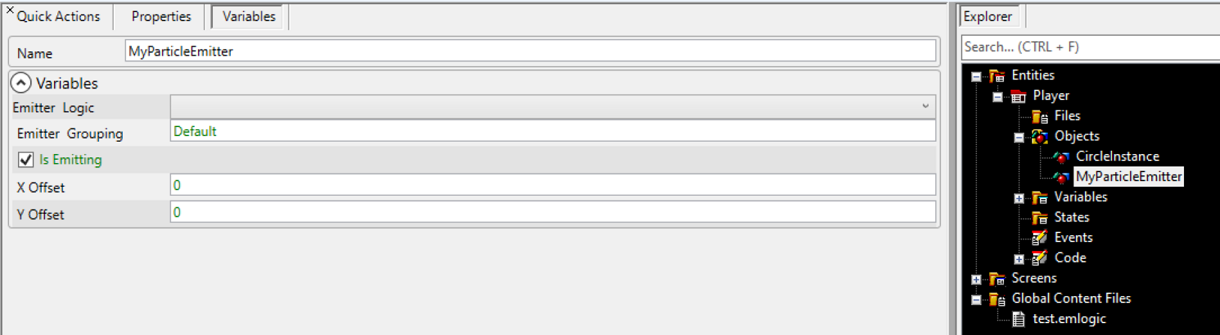 Quick Actions Properties Variables
Name MyParticleEmitter
Variables
Emitter Logic
Emitter Grouping Default
Is Emitting
X Offset 0
Y Offset 0
Explorer
Search... (CTRL + F)
Entities
Player
Files
Objects
CircleInstance
MyParticleEmitter
Variables
States
Events
Code
Screens
Global Content Files
test.emlogic